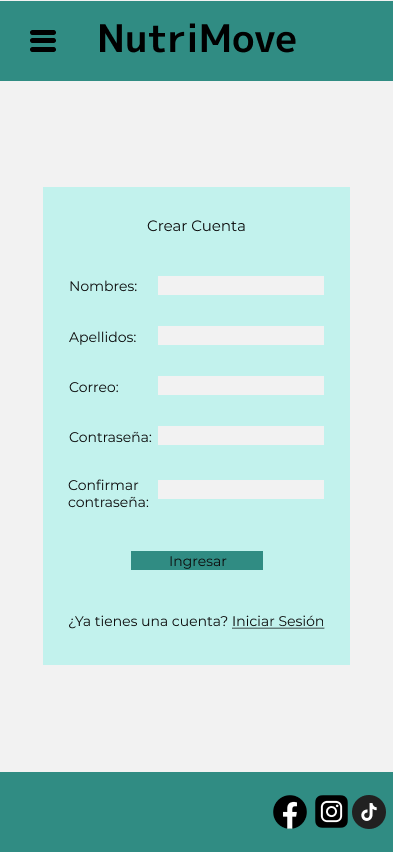 NutriMove
Crear Cuenta
Nombres:
Apellidos:
Correo:
Contraseña:
Confirmar
contraseña:
Ingresar
¿Ya tienes una cuenta? Iniciar Sesión